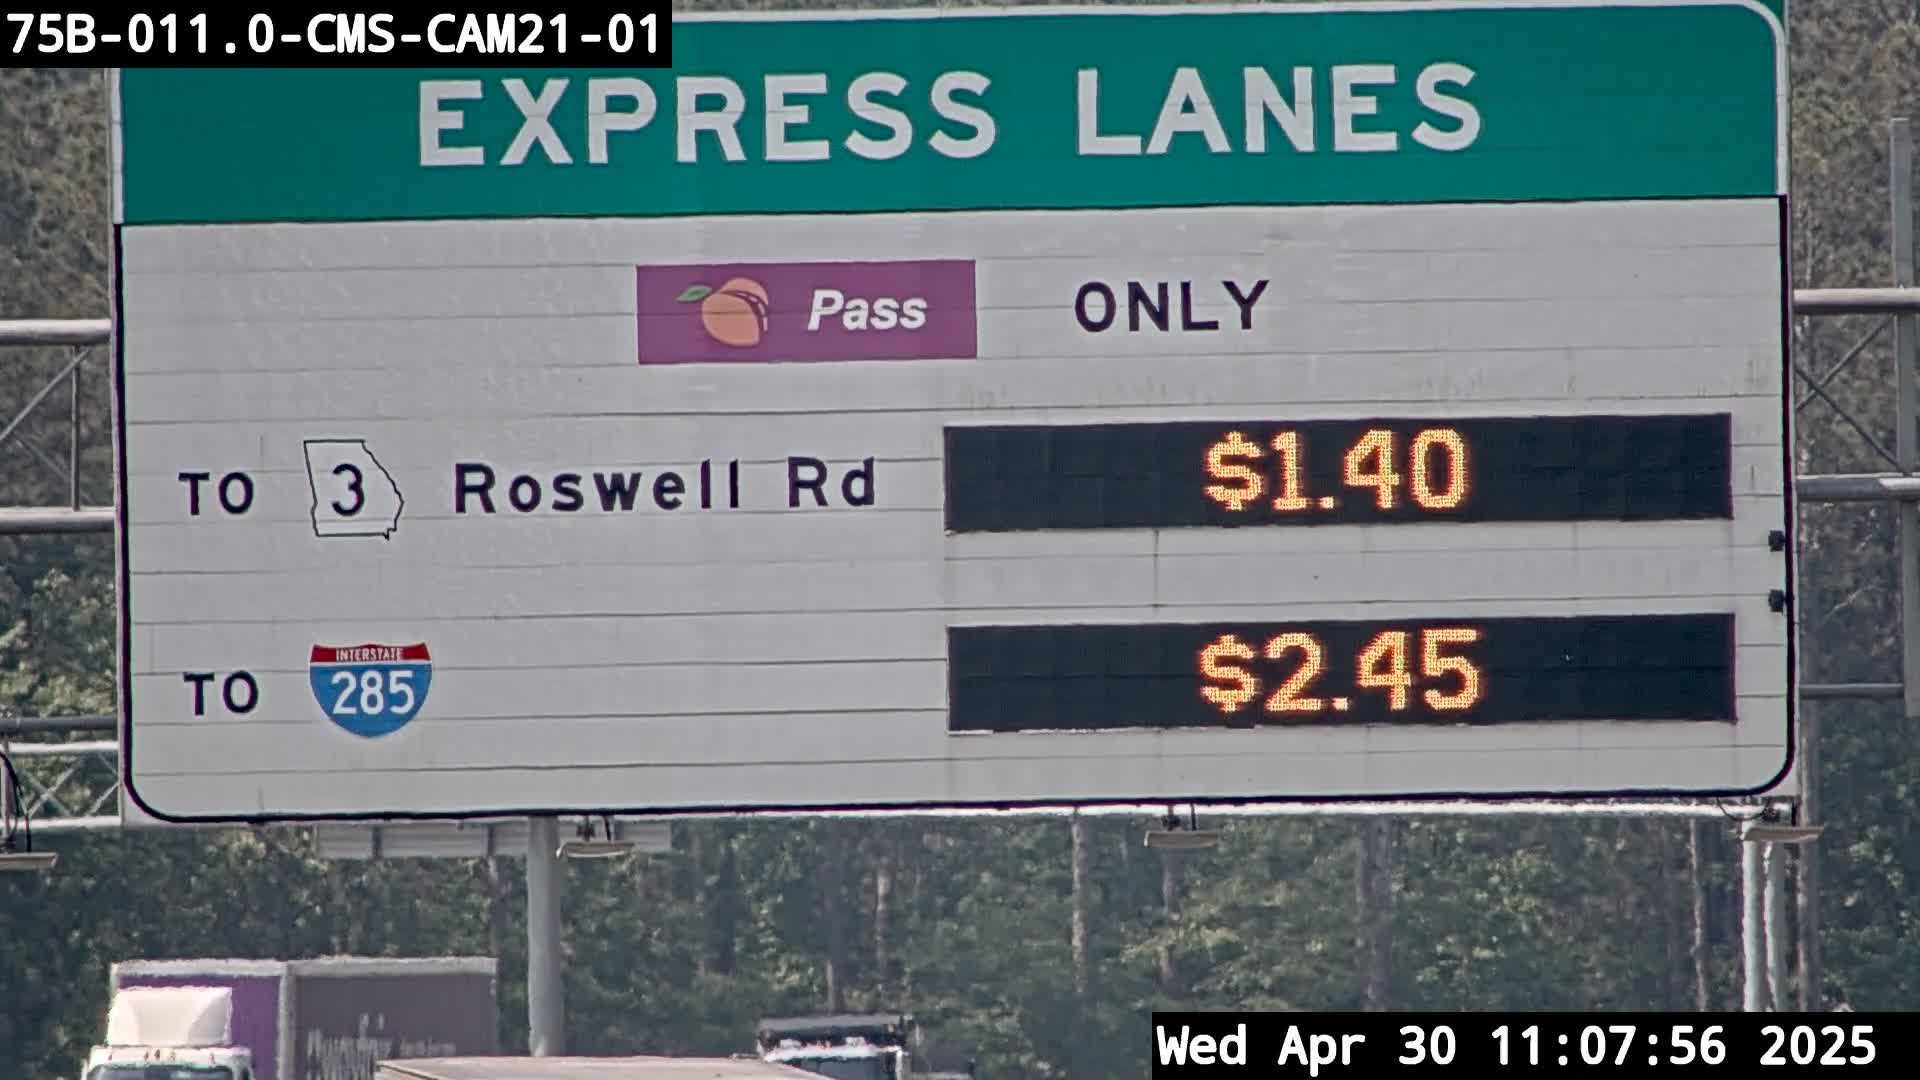 75B-011.0-CMS-CAM21-01
EXPRESS LANES
Pass ONLY
TO 3 Roswell Rd $1.40
TO INTERSTATE 285 $2.45
Wed Apr 30 11:07:56 2025